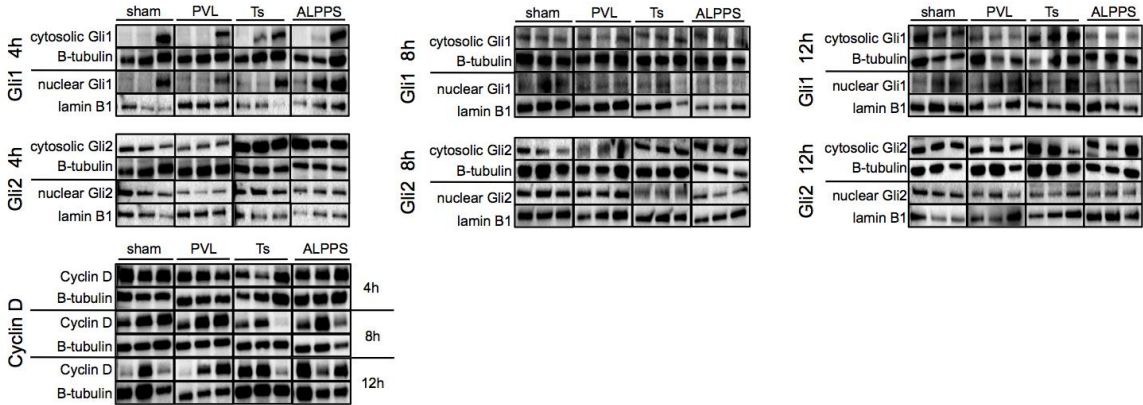 sham PVL Ts ALPPS
Gli1 4h
cytosolic Gli1
B-tubulin
nuclear Gli1
lamin B1
Gli2 4h
cytosolic Gli2
B-tubulin
nuclear Gli2
lamin B1
sham PVL Ts ALPPS
Gli1 8h
cytosolic Gli1
B-tubulin
nuclear Gli1
lamin B1
Gli2 8h
cytosolic Gli2
B-tubulin
nuclear Gli2
lamin B1
sham PVL Ts ALPPS
Gli1 12h
cytosolic Gli1
B-tubulin
nuclear Gli1
lamin B1
Gli2 12h
cytosolic Gli2
B-tubulin
nuclear Gli2
lamin B1
sham PVL Ts ALPPS
Cyclin D
Cyclin D
B-tubulin
4h
Cyclin D
B-tubulin
8h
Cyclin D
B-tubulin
12h